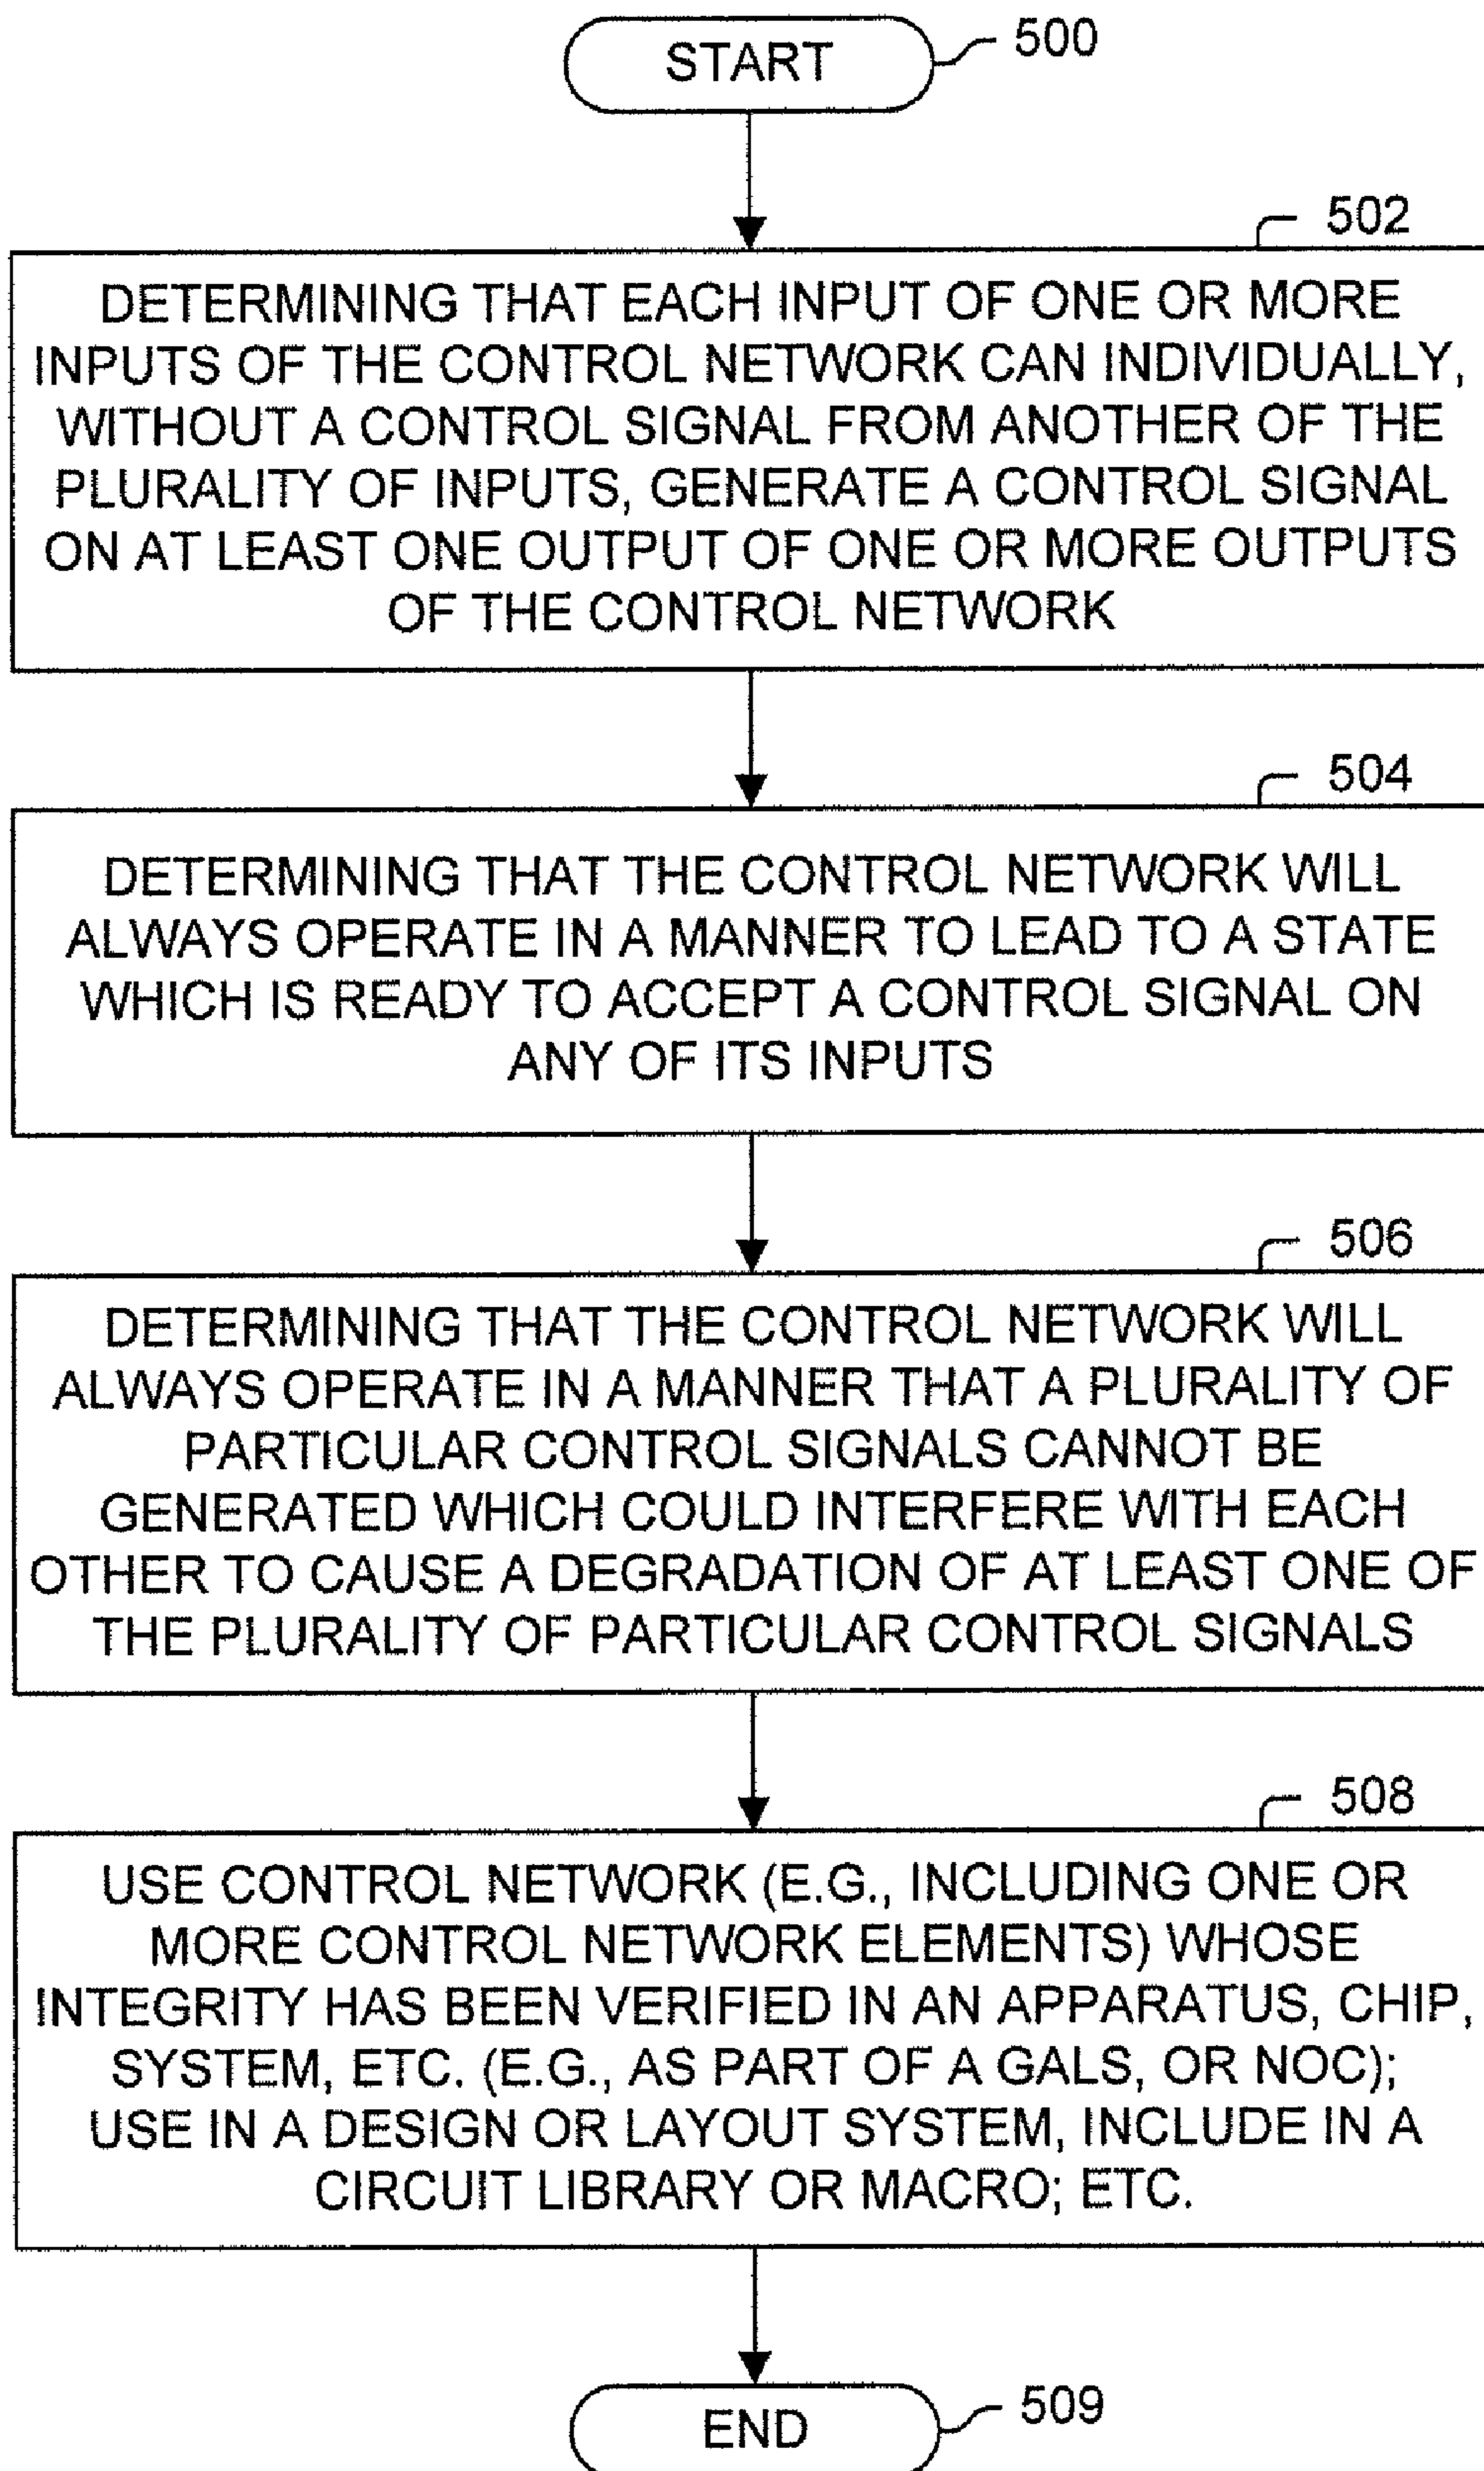 START
500
502
DETERMINING THAT EACH INPUT OF ONE OR MORE
INPUTS OF THE CONTROL NETWORK CAN INDIVIDUALLY,
WITHOUT A CONTROL SIGNAL FROM ANOTHER OF THE
PLURALITY OF INPUTS, GENERATE A CONTROL SIGNAL
ON AT LEAST ONE OUTPUT OF ONE OR MORE OUTPUTS
OF THE CONTROL NETWORK
504
DETERMINING THAT THE CONTROL NETWORK WILL
ALWAYS OPERATE IN A MANNER TO LEAD TO A STATE
WHICH IS READY TO ACCEPT A CONTROL SIGNAL ON
ANY OF ITS INPUTS
506
DETERMINING THAT THE CONTROL NETWORK WILL
ALWAYS OPERATE IN A MANNER THAT A PLURALITY OF
PARTICULAR CONTROL SIGNALS CANNOT BE
GENERATED WHICH COULD INTERFERE WITH EACH
OTHER TO CAUSE A DEGRADATION OF AT LEAST ONE OF
THE PLURALITY OF PARTICULAR CONTROL SIGNALS
508
USE CONTROL NETWORK (E.G., INCLUDING ONE OR
MORE CONTROL NETWORK ELEMENTS) WHOSE
INTEGRITY HAS BEEN VERIFIED IN AN APPARATUS, CHIP,
SYSTEM, ETC. (E.G., AS PART OF A GALS, OR NOC);
USE IN A DESIGN OR LAYOUT SYSTEM, INCLUDE IN A
CIRCUIT LIBRARY OR MACRO; ETC.
END
509